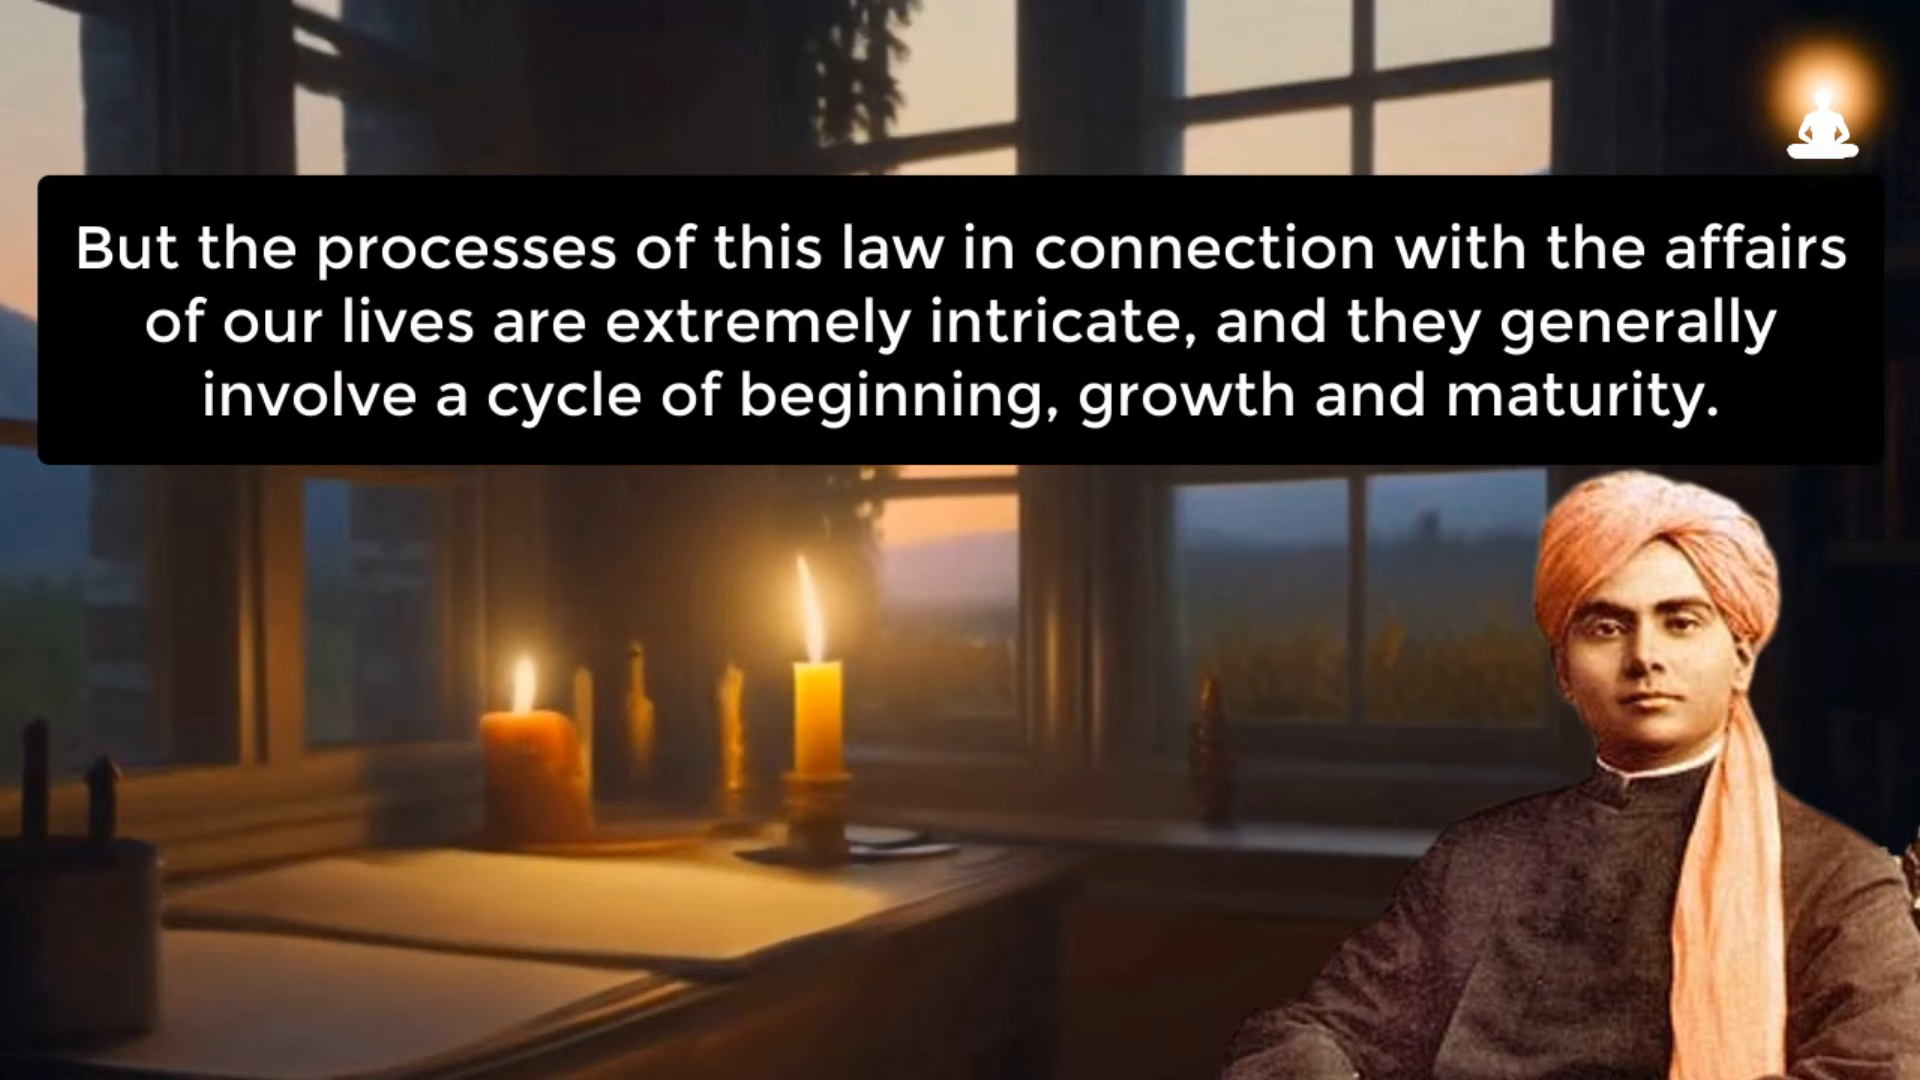 But the processes of this law in connection with the affairs
of our lives are extremely intricate, and they generally
involve a cycle of beginning, growth and maturity.